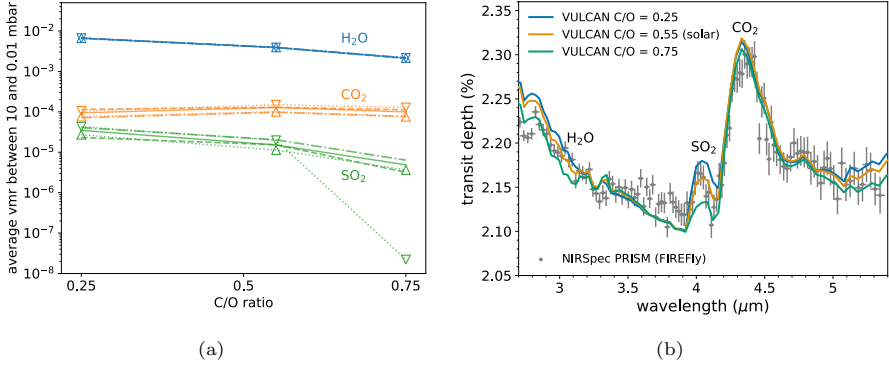 average vmr between 10 and 0.01 mbar
10⁻²
10⁻³
10⁻⁴
10⁻⁵
10⁻⁶
10⁻⁷
10⁻⁸
H₂O
CO₂
SO₂
0.25
0.5
0.75
C/O ratio
(a)
transit depth (%)
2.35
2.30
2.25
2.20
2.15
2.10
2.05
VULCAN C/O = 0.25
VULCAN C/O = 0.55 (solar)
VULCAN C/O = 0.75
CO₂
H₂O
SO₂
NIRSpec PRISM (FIREFly)
3.0
3.5
4.0
4.5
5.0
wavelength (μm)
(b)